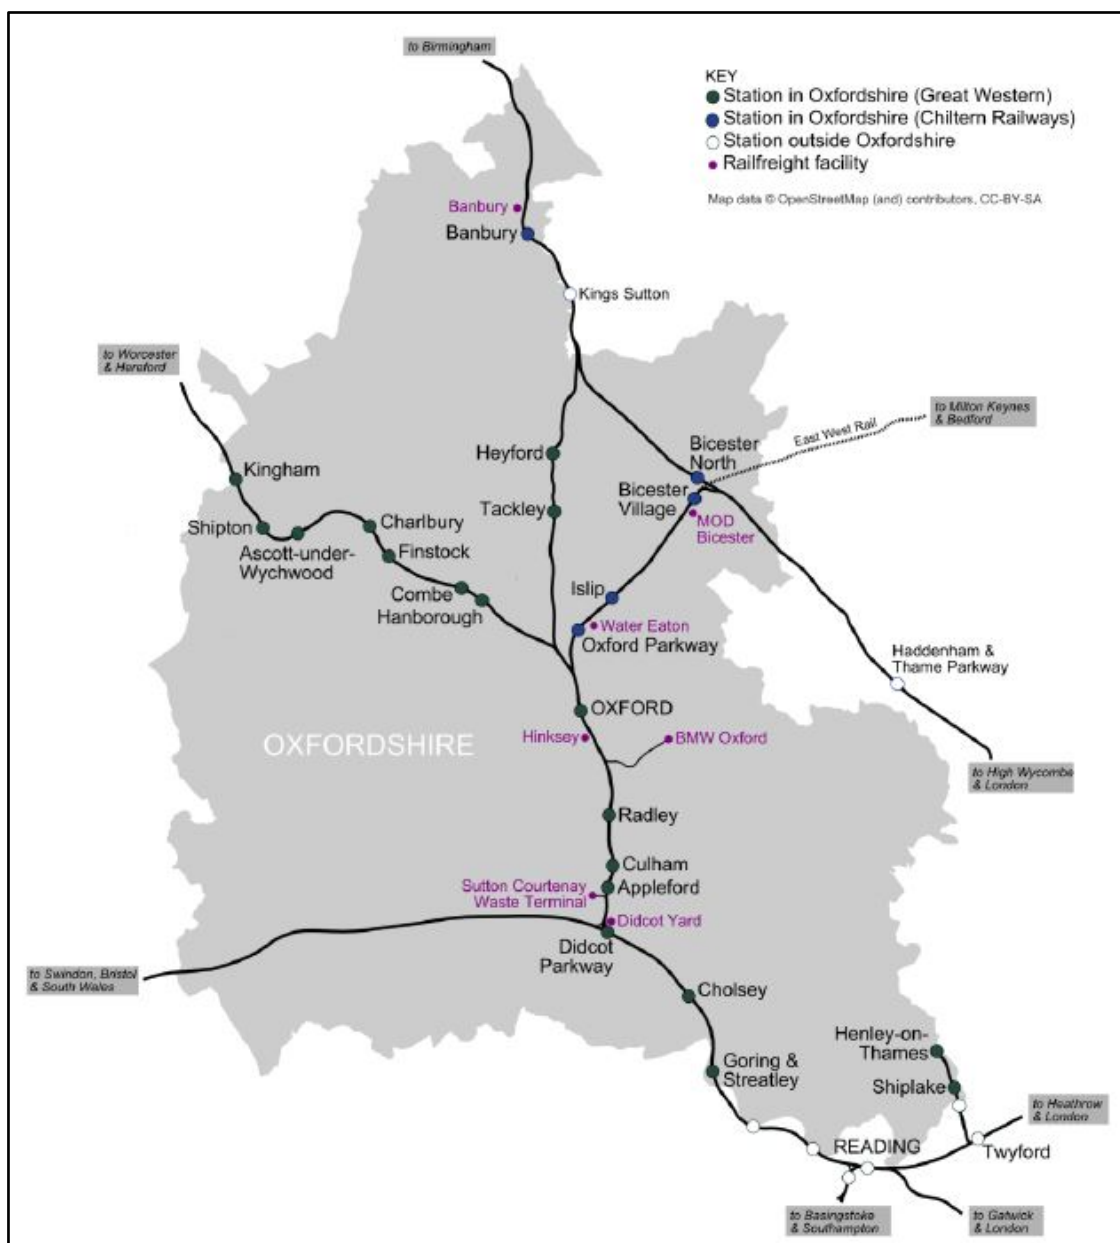 to Birmingham
KEY
Station in Oxfordshire (Great Western)
Station in Oxfordshire (Chiltern Railways)
Station outside Oxfordshire
Railfreight facility
Map data © OpenStreetMap (and) contributors, CC-BY-SA
Banbury
Banbury
Kings Sutton
to Worcester
& Hereford
to Milton Keynes
& Bedford
East West Rail
Bicester
North
Heyford
Kingham
Bicester
Village
Tackley
MOD
Bicester
Shipton
Charlbury
Ascott-under-
Wychwood
Finstock
Islip
Combe
Hanborough
Water Eaton
Oxford Parkway
Haddenham &
Thame Parkway
OXFORD
OXFORDSHIRE
Hinksey
BMW Oxford
to High Wycombe
& London
Radley
Culham
Appleford
Sutton Courtenay
Waste Terminal
Didcot Yard
Didcot
Parkway
to Swindon, Bristol
& South Wales
Cholsey
Henley-on-
Thames
Goring &
Streatley
Shiplake
to Heathrow
& London
READING
Twyford
to Basingstoke
& Southampton
to Gatwick
& London